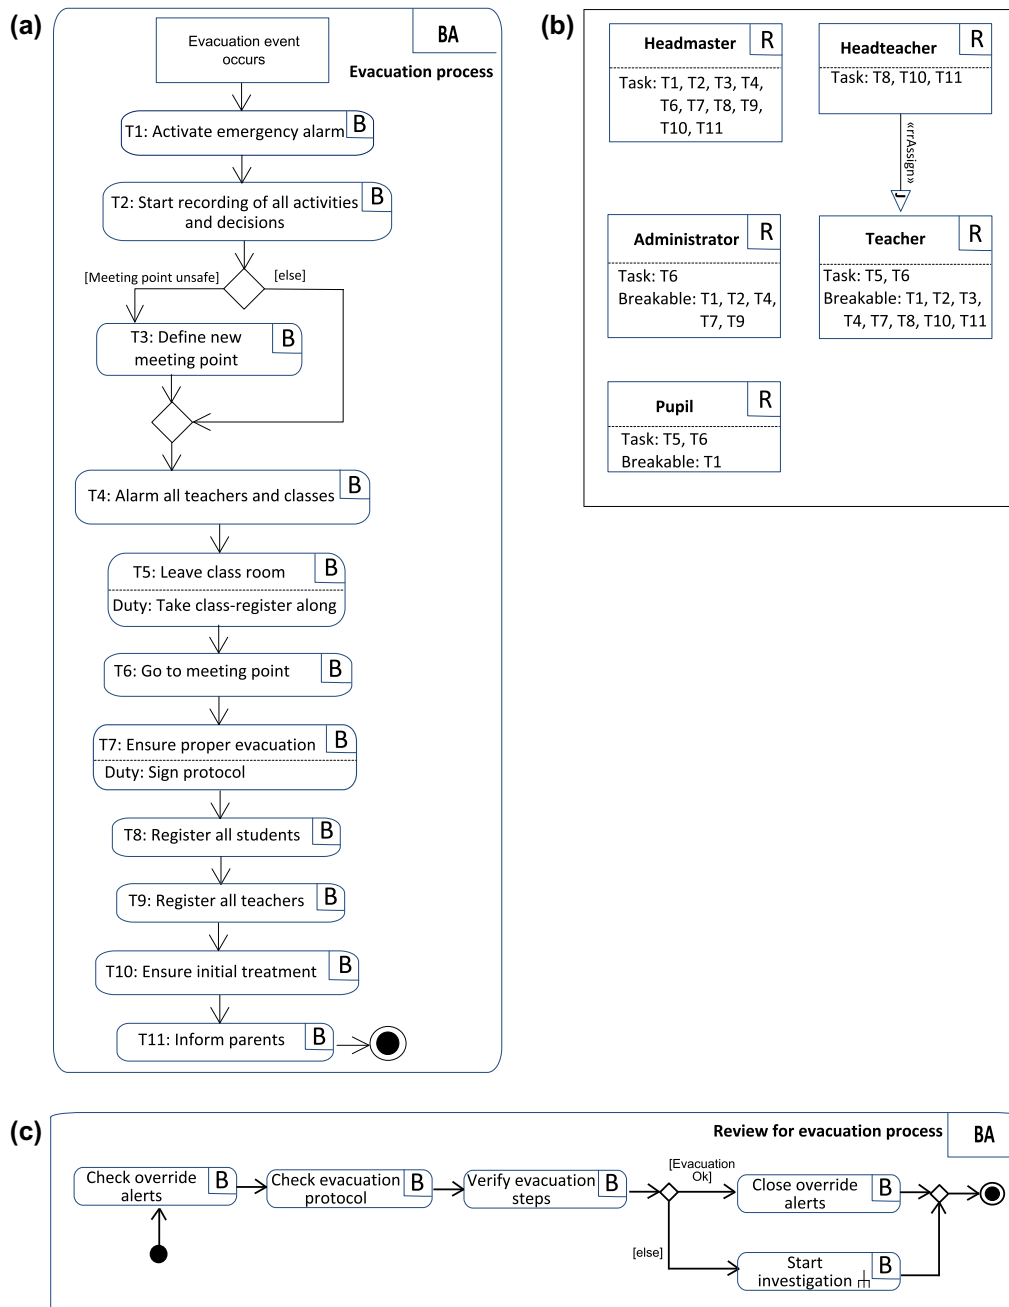 (a)
BA
Evacuation process
Evacuation event
occurs
T1: Activate emergency alarm
B
T2: Start recording of all activities
and decisions
B
[Meeting point unsafe]
[else]
T3: Define new
meeting point
B
T4: Alarm all teachers and classes
B
T5: Leave class room
B
Duty: Take class-register along
T6: Go to meeting point
B
T7: Ensure proper evacuation
B
Duty: Sign protocol
T8: Register all students
B
T9: Register all teachers
B
T10: Ensure initial treatment
B
T11: Inform parents
B
(b)
Headmaster
R
Task: T1, T2, T3, T4,
T6, T7, T8, T9,
T10, T11
Headteacher
R
Task: T8, T10, T11
«rrAssign»
J
Administrator
R
Task: T6
Breakable: T1, T2, T4,
T7, T9
Teacher
R
Task: T5, T6
Breakable: T1, T2, T3,
T4, T7, T8, T10, T11
Pupil
R
Task: T5, T6
Breakable: T1
(c)
Review for evacuation process
BA
Check override
alerts
B
Check evacuation
protocol
B
Verify evacuation
steps
B
[Evacuation
Ok]
[else]
Close override
alerts
B
Start
investigation
B